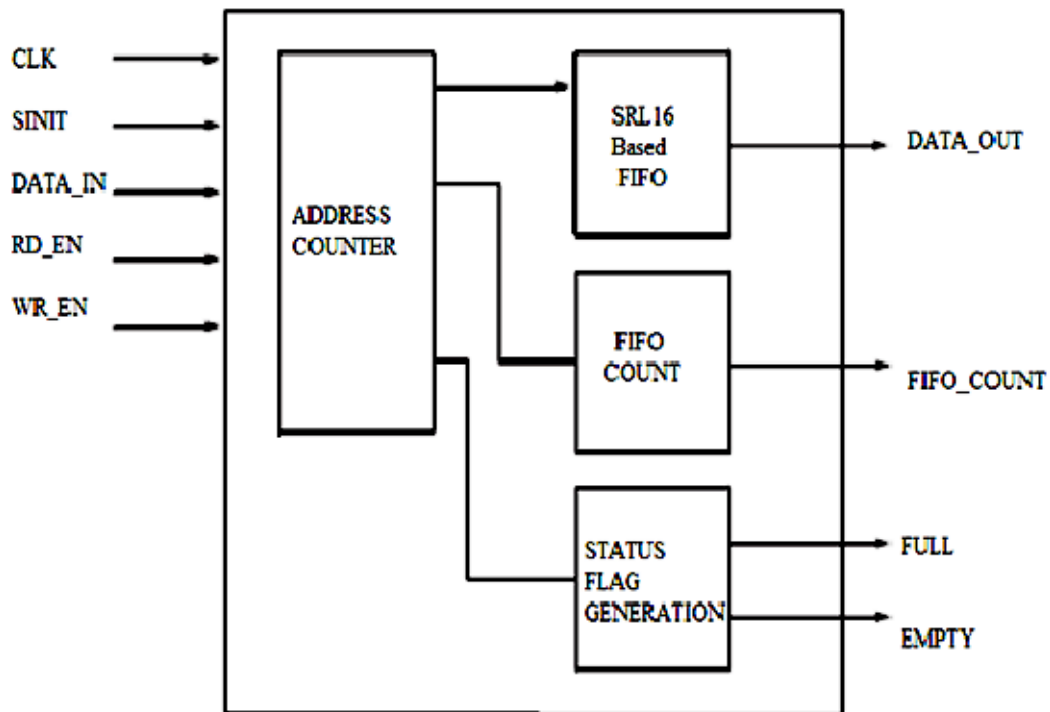 CLK
SINIT
DATA_IN
RD_EN
WR_EN
ADDRESS
COUNTER
SRL16
Based
FIFO
FIFO
COUNT
STATUS
FLAG
GENERATION
DATA_OUT
FIFO_COUNT
FULL
EMPTY